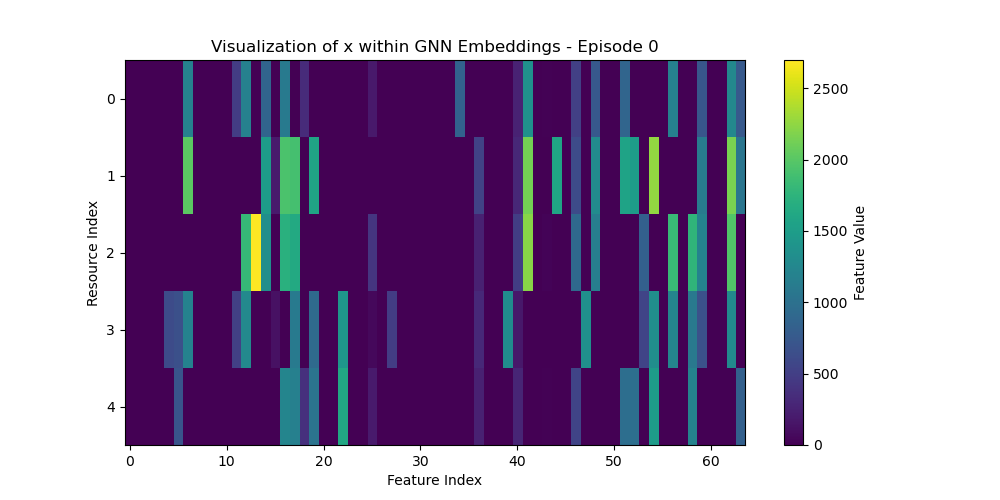 Visualization of x within GNN Embeddings - Episode 0
Resource Index
0
1
2
3
4
0 10 20 30 40 50 60
Feature Index
2500
2000
1500
1000
500
0
Feature Value